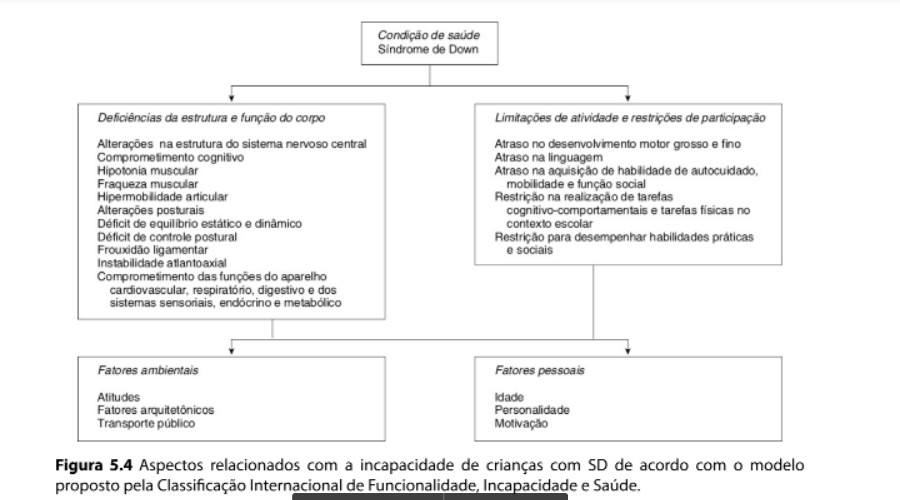 Condição de saúde
Síndrome de Down
Deficiências da estrutura e função do corpo
Alterações na estrutura do sistema nervoso central
Comprometimento cognitivo
Hipotonia muscular
Fraqueza muscular
Hipermobilidade articular
Alterações posturais
Déficit de equilíbrio estático e dinâmico
Déficit de controle postural
Frouxidão ligamentar
Instabilidade atlantoaxial
Comprometimento das funções do aparelho
cardiovascular, respiratório, digestivo e dos
sistemas sensoriais, endócrino e metabólico
Limitações de atividade e restrições de participação
Atraso no desenvolvimento motor grosso e fino
Atraso na linguagem
Atraso na aquisição de habilidade de autocuidado,
mobilidade e função social
Restrição na realização de tarefas
cognitivo-comportamentais e tarefas físicas no
contexto escolar
Restrição para desempenhar habilidades práticas
e sociais
Fatores ambientais
Atitudes
Fatores arquitetônicos
Transporte público
Fatores pessoais
Idade
Personalidade
Motivação
Figura 5.4 Aspectos relacionados com a incapacidade de crianças com SD de acordo com o modelo
proposto pela Classificação Internacional de Funcionalidade, Incapacidade e Saúde.